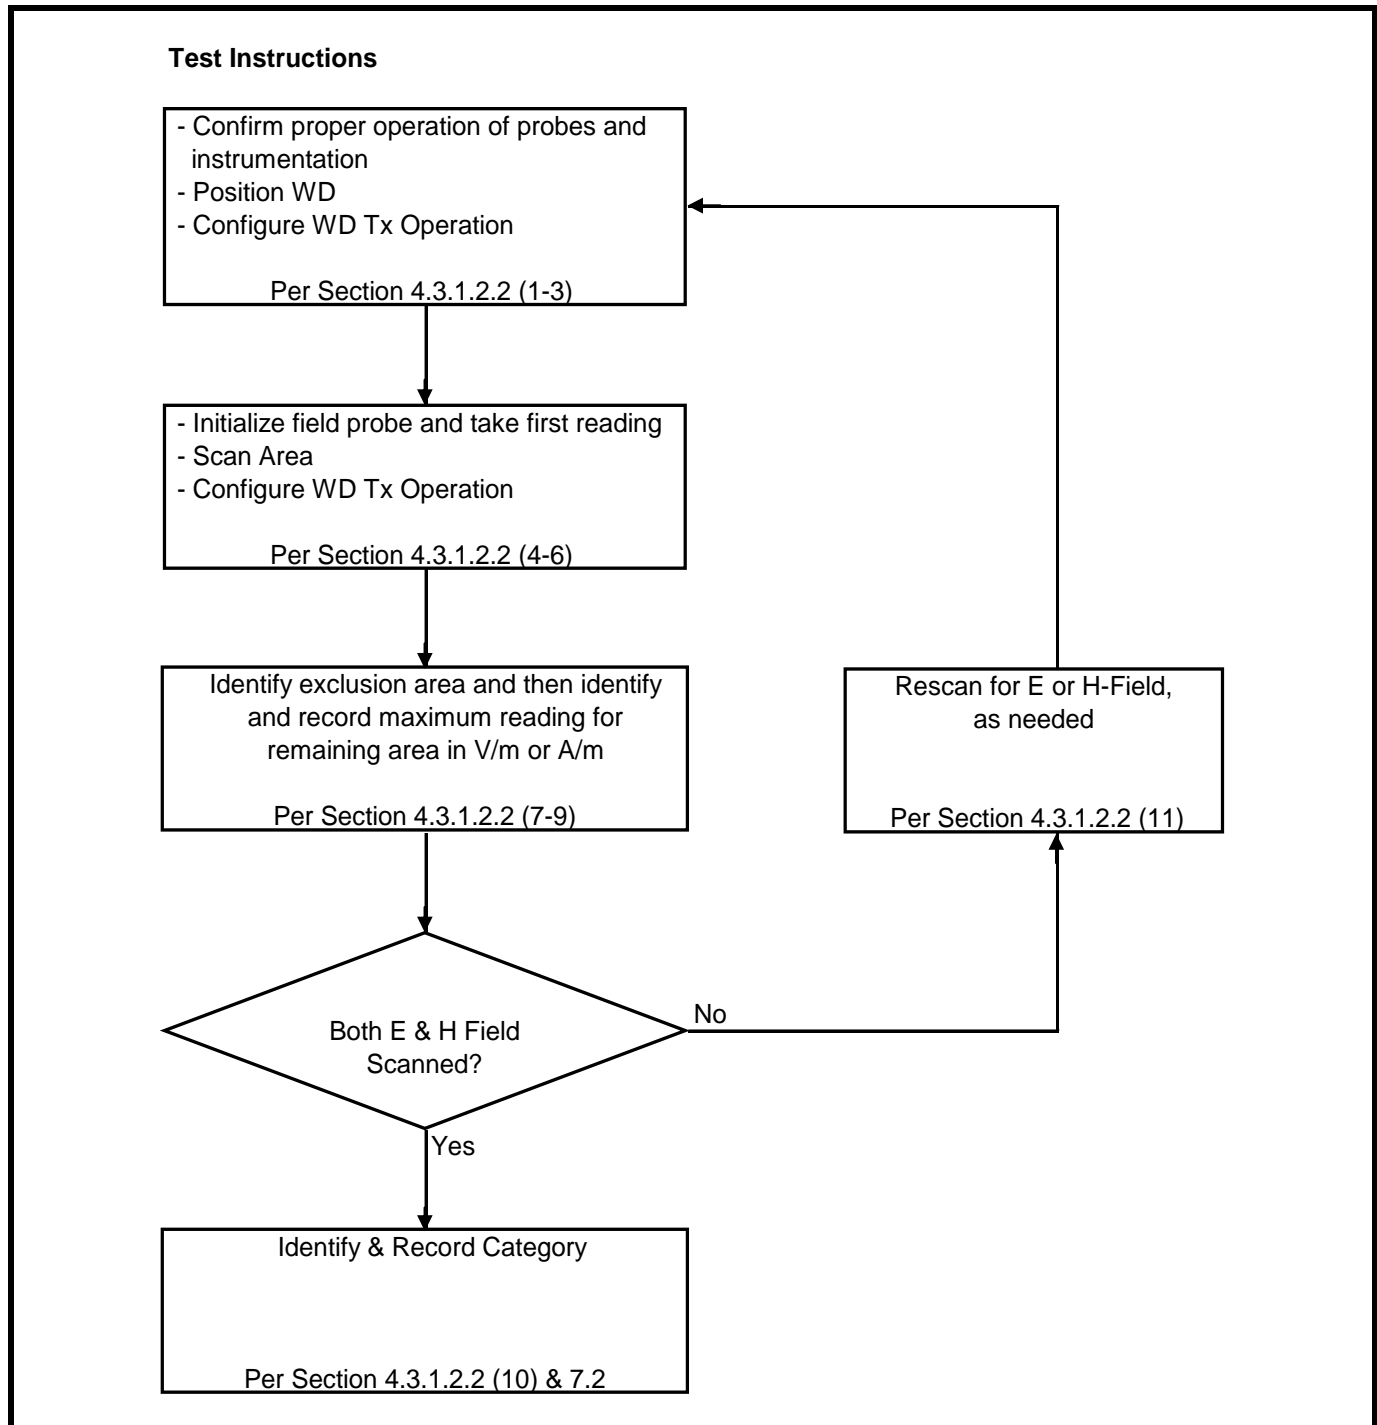 Test Instructions
- Confirm proper operation of probes and
instrumentation
- Position WD
- Configure WD Tx Operation
Per Section 4.3.1.2.2 (1-3)
- Initialize field probe and take first reading
- Scan Area
- Configure WD Tx Operation
Per Section 4.3.1.2.2 (4-6)
Identify exclusion area and then identify
and record maximum reading for
remaining area in V/m or A/m
Per Section 4.3.1.2.2 (7-9)
Rescan for E or H-Field,
as needed
Per Section 4.3.1.2.2 (11)
Both E & H Field
Scanned?
No
Yes
Identify & Record Category
Per Section 4.3.1.2.2 (10) & 7.2